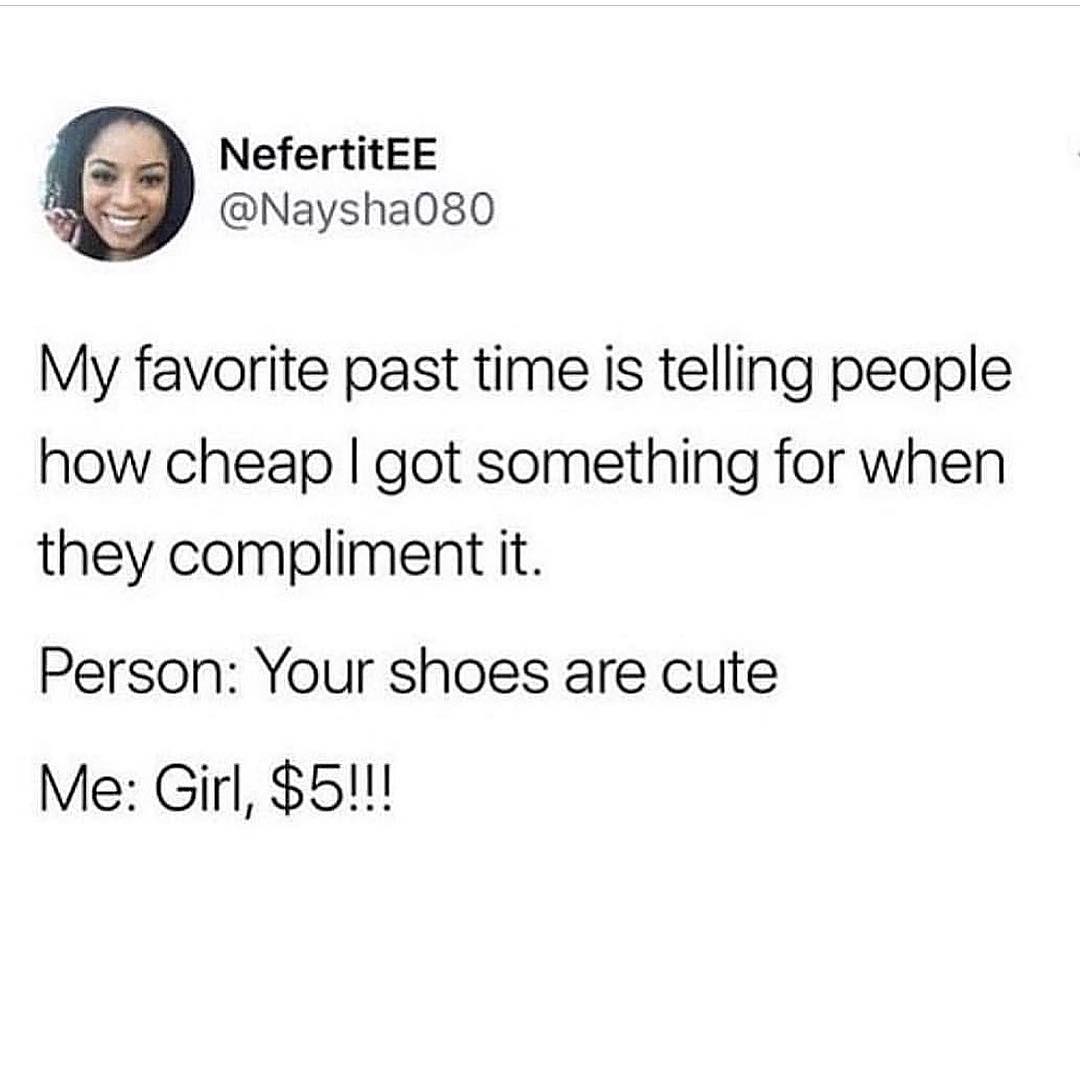 NefertitEE
@Naysha080
My favorite past time is telling people
how cheap I got something for when
they compliment it.
Person: Your shoes are cute
Me: Girl, $5!!!